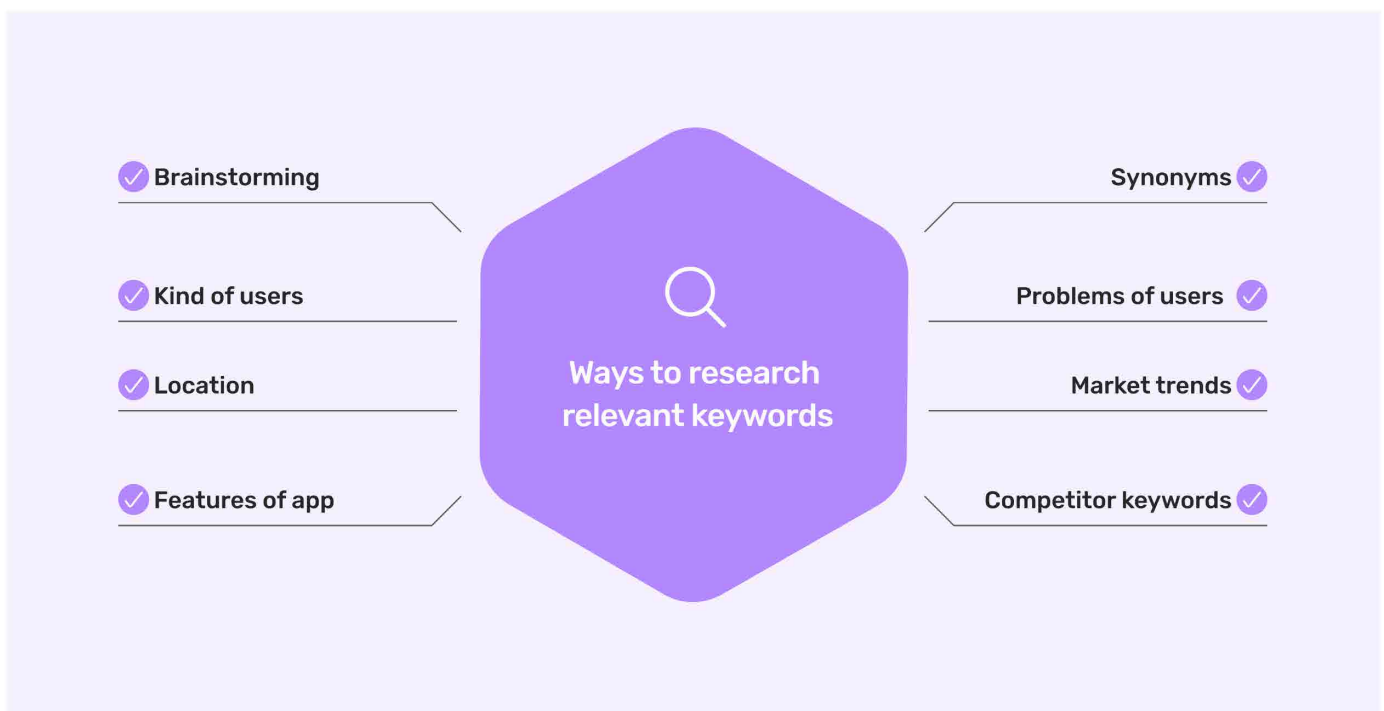 Brainstorming
Kind of users
Location
Features of app
Ways to research
relevant keywords
Synonyms
Problems of users
Market trends
Competitor keywords